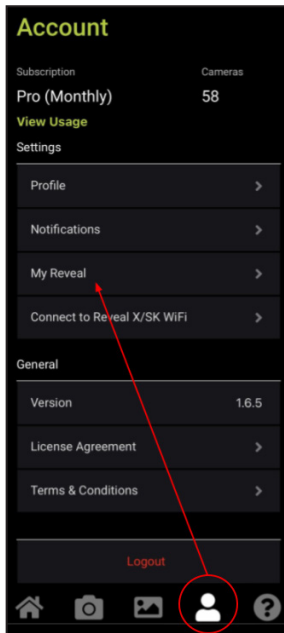 Account
Subscription Cameras
Pro (Monthly) 58
View Usage
Settings
Profile
Notifications
My Reveal
Connect to Reveal X/SK WiFi
General
Version 1.6.5
License Agreement
Terms & Conditions
Logout
?